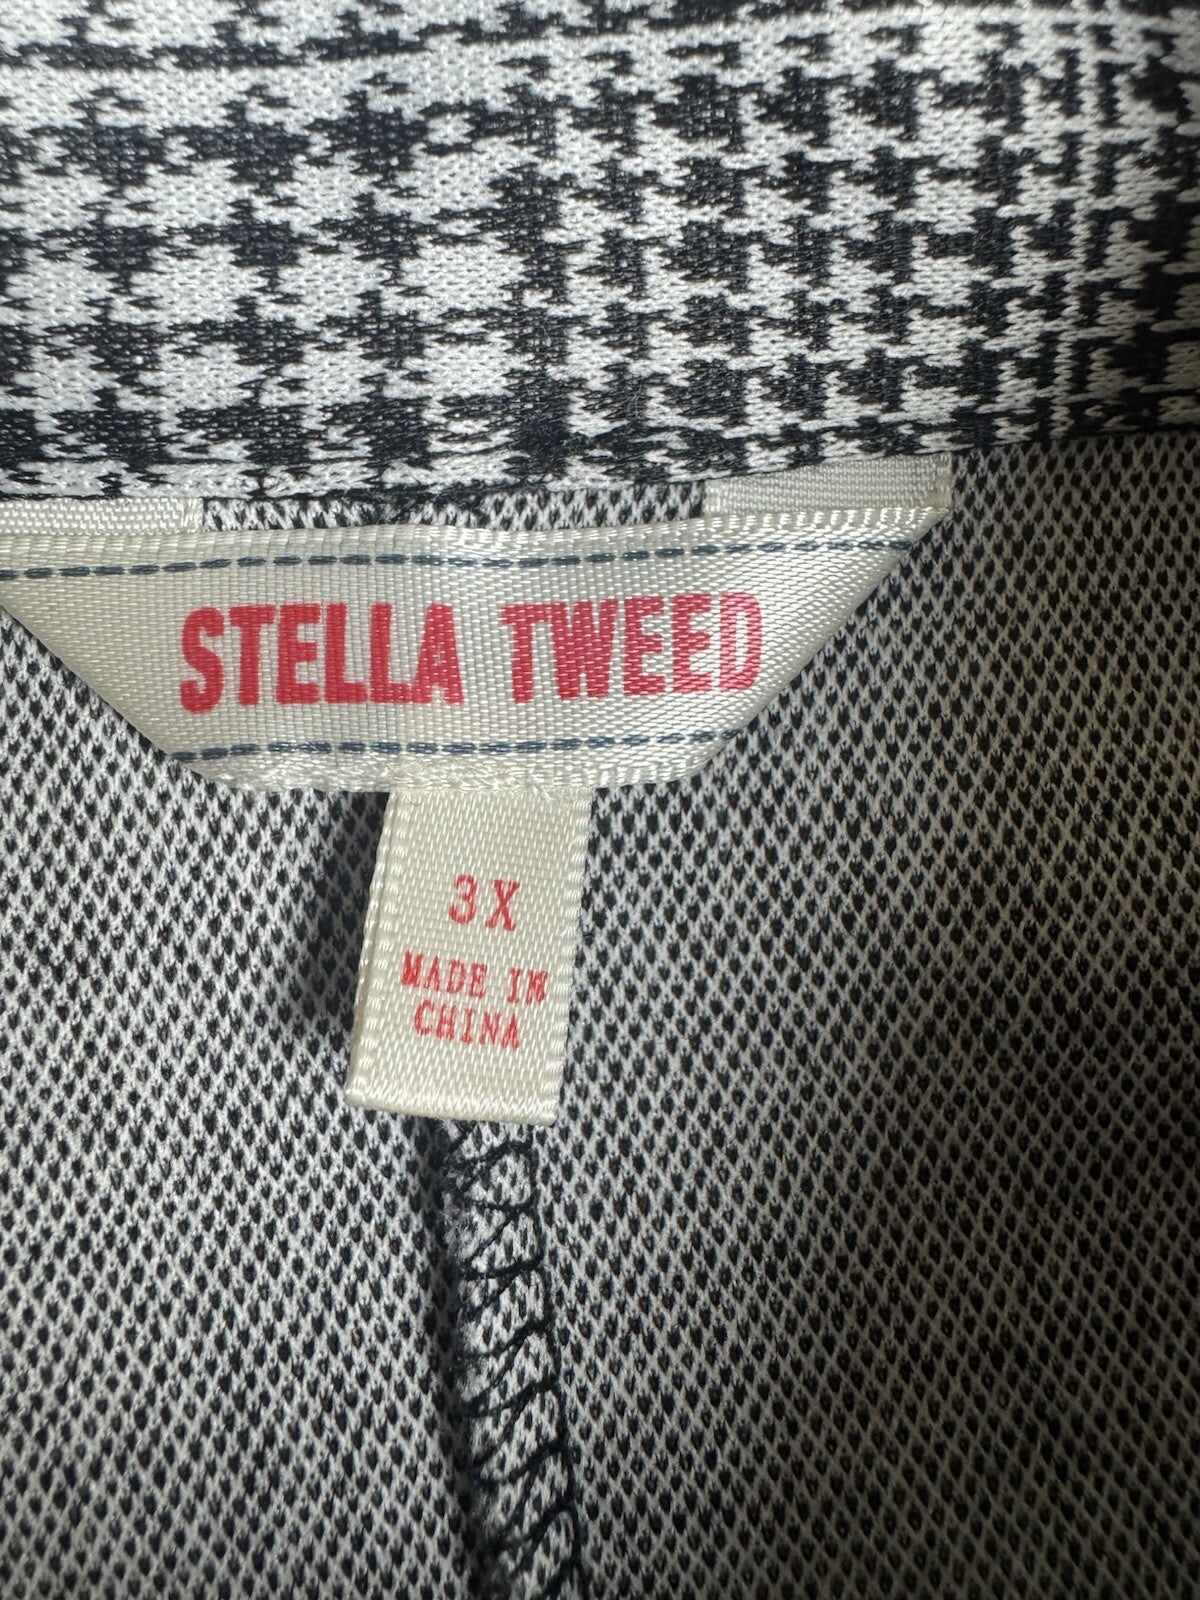 STELLA TWEED
3X
MADE IN
CHINA